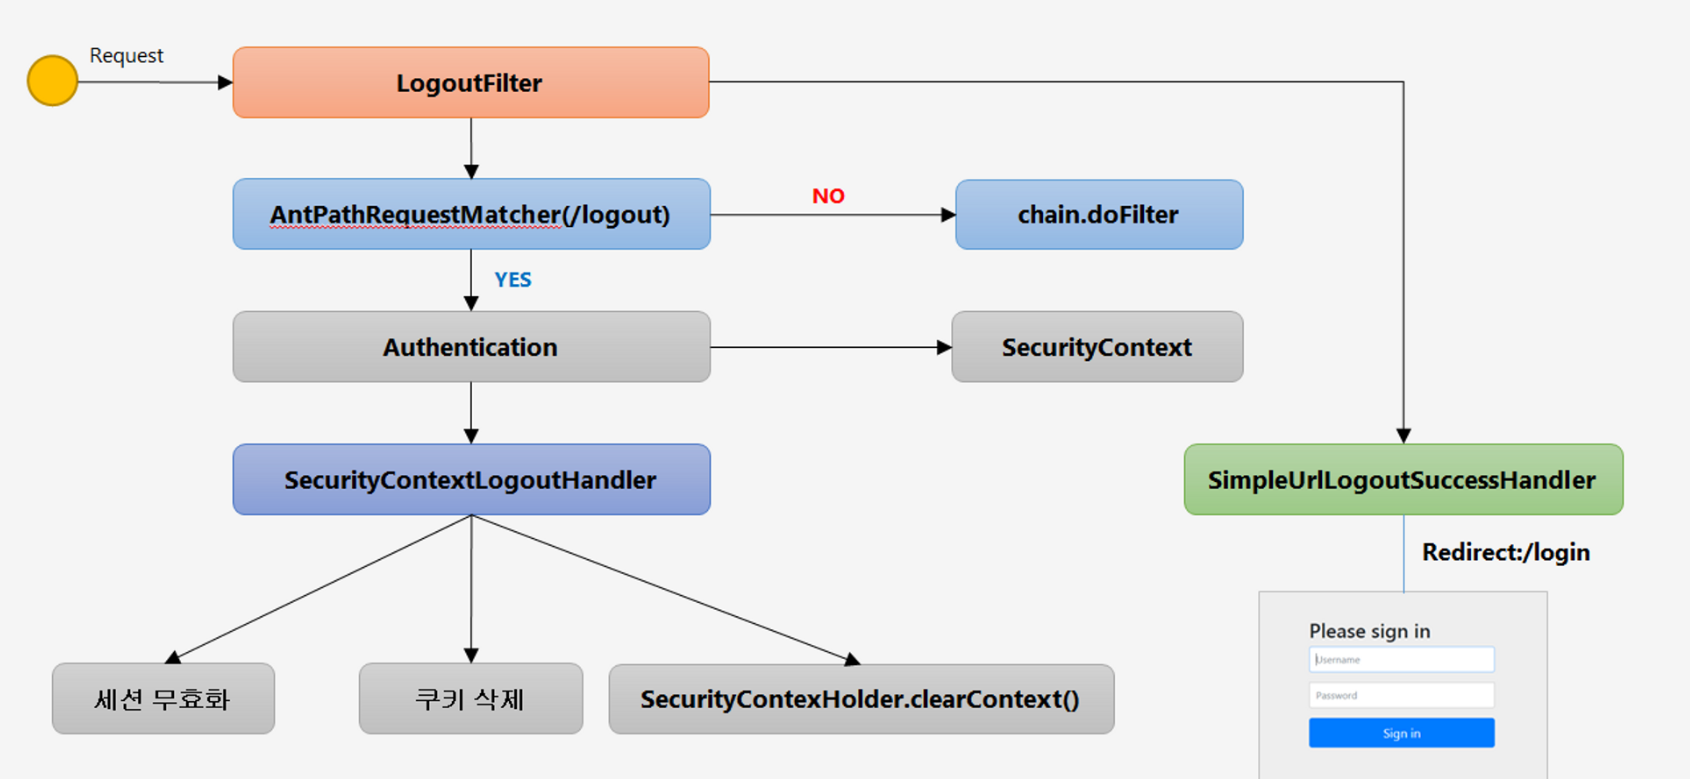 Request
LogoutFilter
AntPathRequestMatcher(/logout)
NO
chain.doFilter
YES
Authentication
SecurityContext
SecurityContextLogoutHandler
SimpleUrlLogoutSuccessHandler
Redirect:/login
Please sign in
Username
Password
Sign in
세션 무효화
쿠키 삭제
SecurityContexHolder.clearContext()